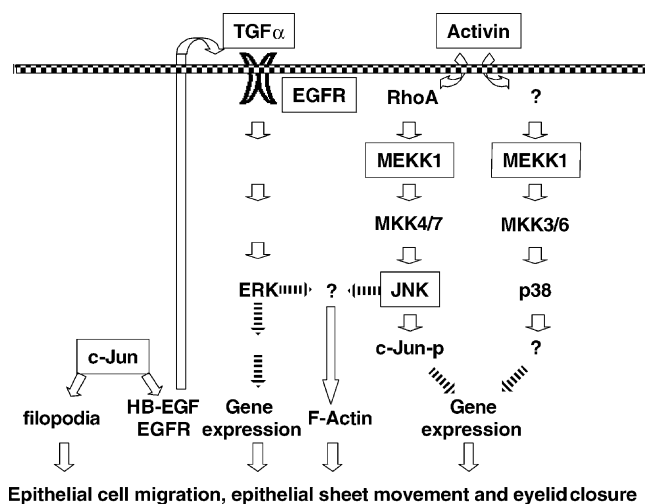 TGFα
Activin
EGFR
RhoA
?
MEKK1
MEKK1
MKK4/7
MKK3/6
ERK
?
JNK
p38
c-Jun-p
?
c-Jun
filopodia
HB-EGF
EGFR
Gene
expression
F-Actin
Gene
expression
Epithelial cell migration, epithelial sheet movement and eyelid closure